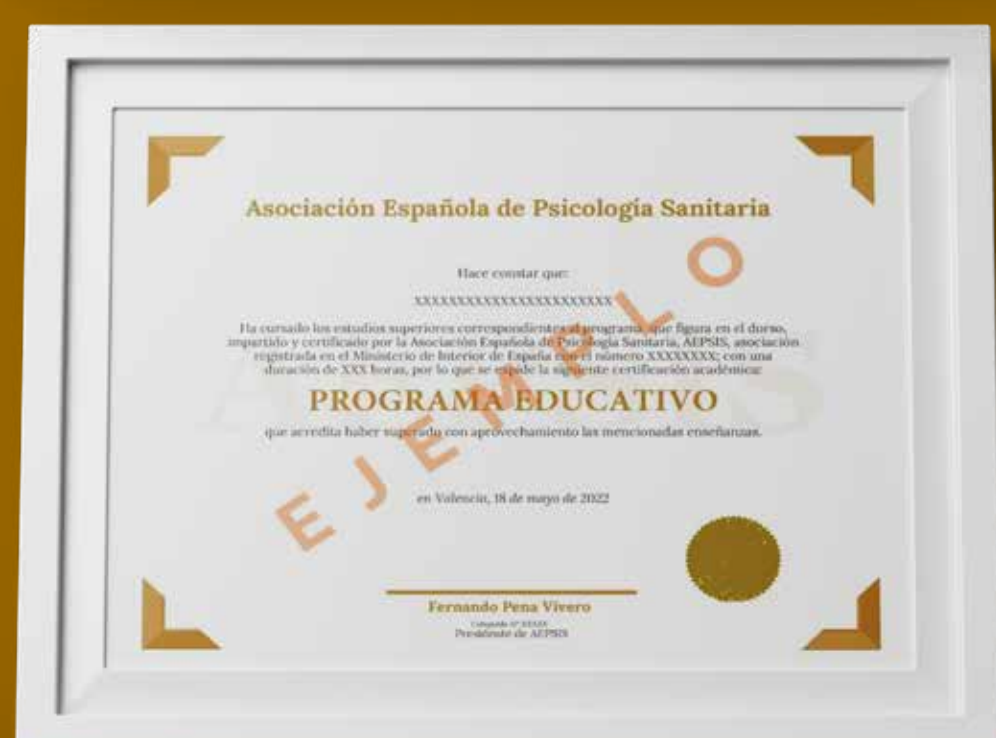 Asociación Española de Psicología Sanitaria
Hace constar que:
XXXXXXXXXXXXXXXXXXXXXXX
Ha cursado los estudios superiores correspondientes al programa, que figura en el dorso,
impartido y certificado por la Asociación Española de Psicología Sanitaria, AEPSIS, asociación
registrada en el Ministerio de Interior de España con el número XXXXXXXX; con una
duración de XXX horas, por lo que se expide la siguiente certificación académica:
PROGRAMA EDUCATIVO
que acredita haber superado con aprovechamiento las mencionadas enseñanzas.
EJEMPLO
en Valencia, 18 de mayo de 2022
Fernando Pena Vivero
Colegiado Nº XXXXX
Presidente de AEPSIS